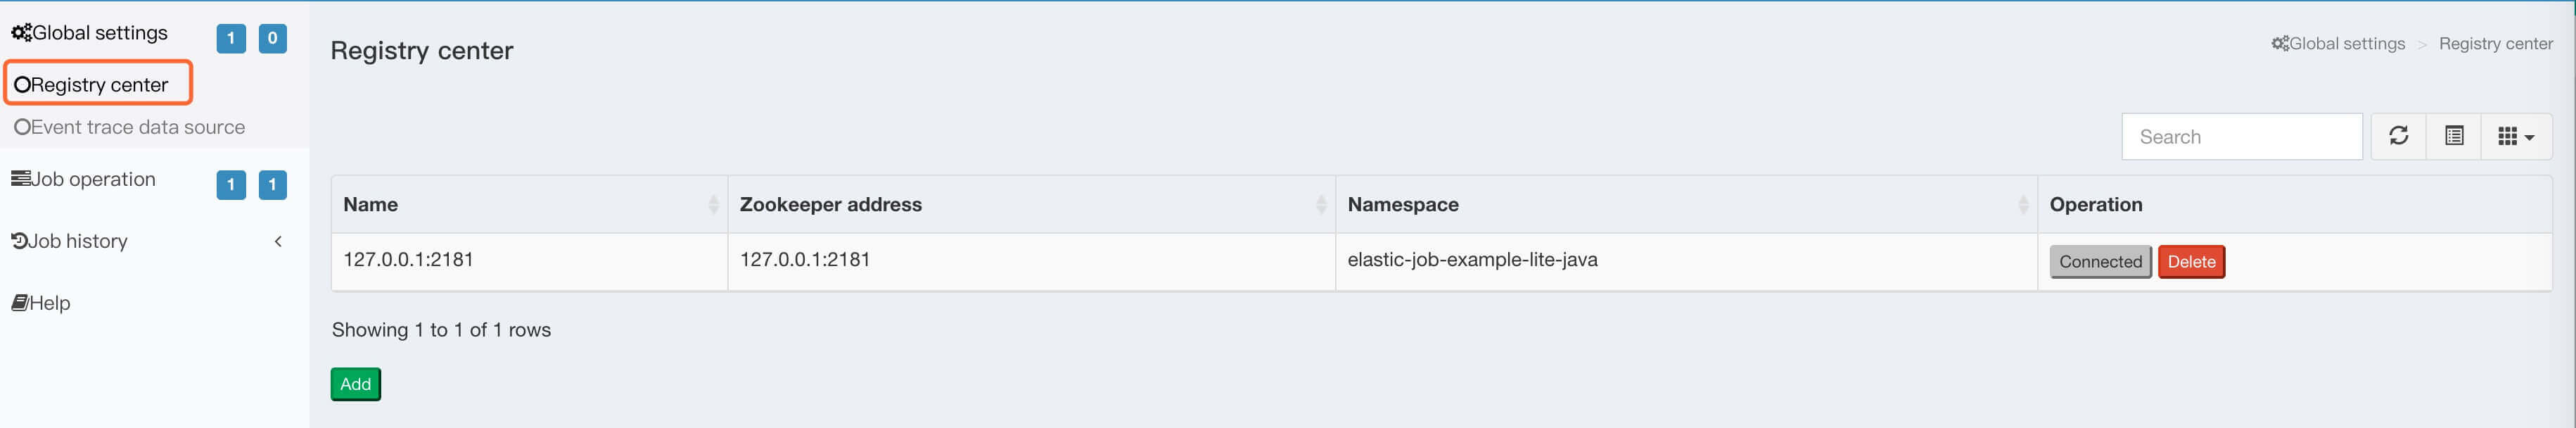 Global settings 1 0
Registry center
Event trace data source
Job operation 1 1
Job history
Help
Registry center
Global settings > Registry center
Search
Name Zookeeper address Namespace Operation
127.0.0.1:2181 127.0.0.1:2181 elastic-job-example-lite-java Connected Delete
Showing 1 to 1 of 1 rows
Add